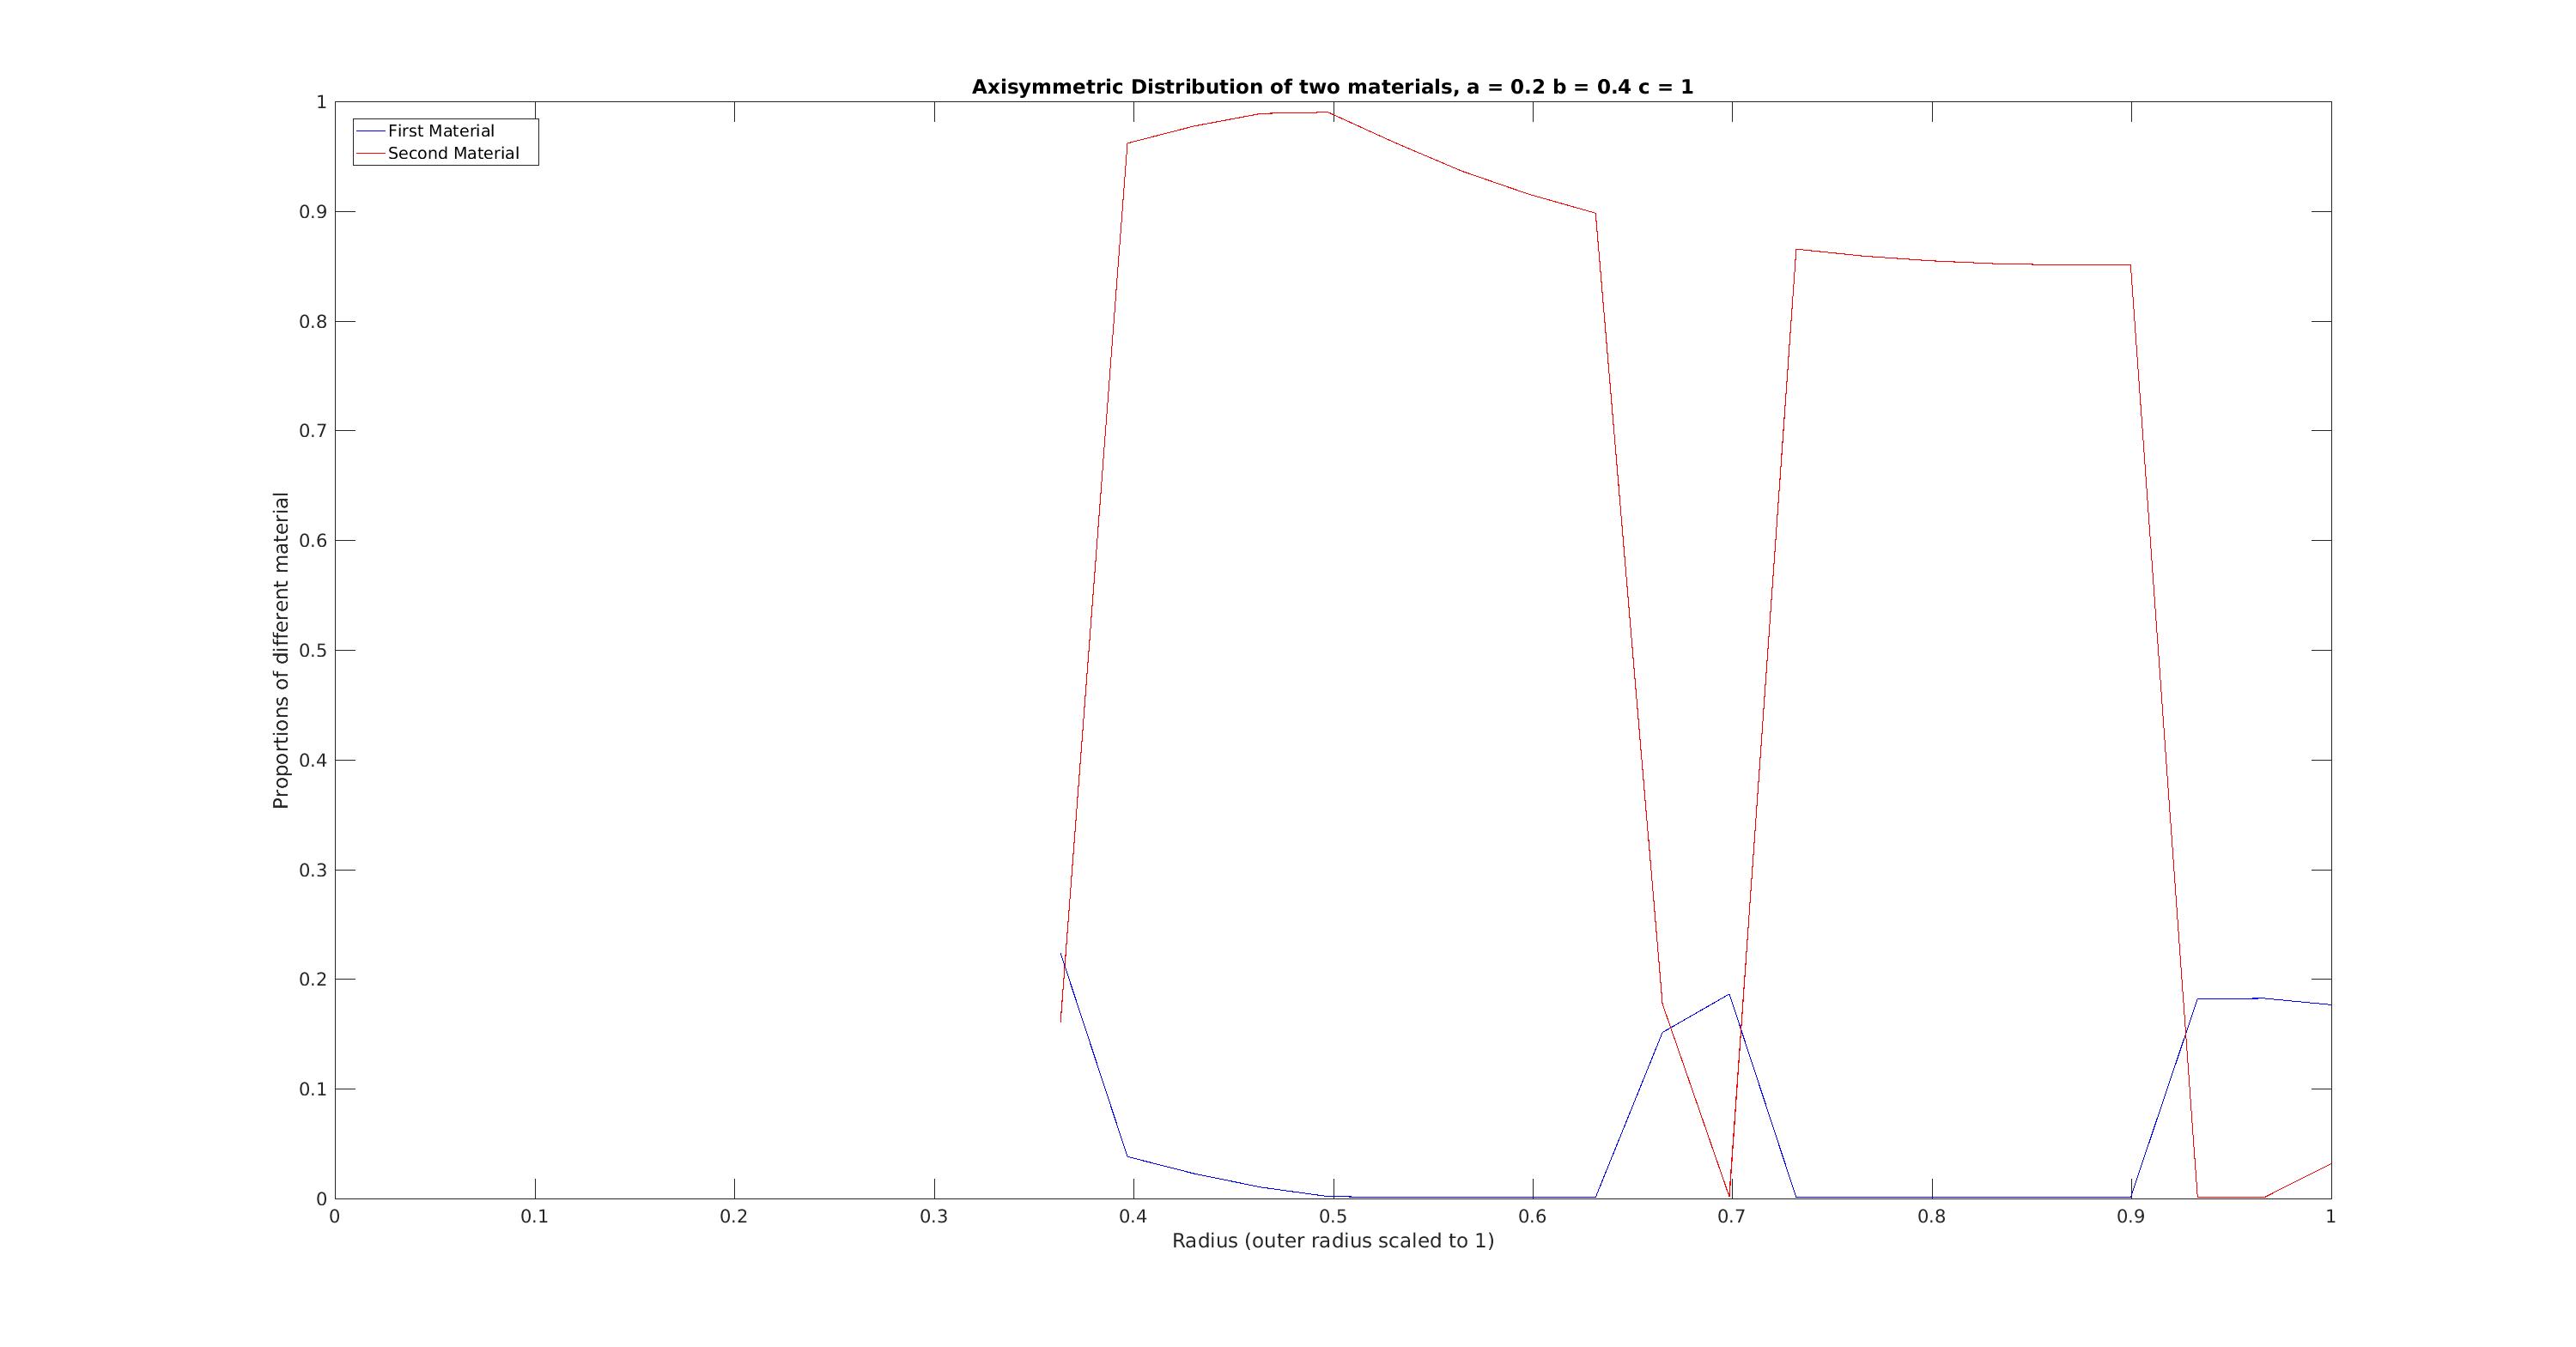 Axisymmetric Distribution of two materials, a = 0.2 b = 0.4 c = 1
First Material
Second Material
Proportions of different material
1
0.9
0.8
0.7
0.6
0.5
0.4
0.3
0.2
0.1
0
0 0.1 0.2 0.3 0.4 0.5 0.6 0.7 0.8 0.9 1
Radius (outer radius scaled to 1)